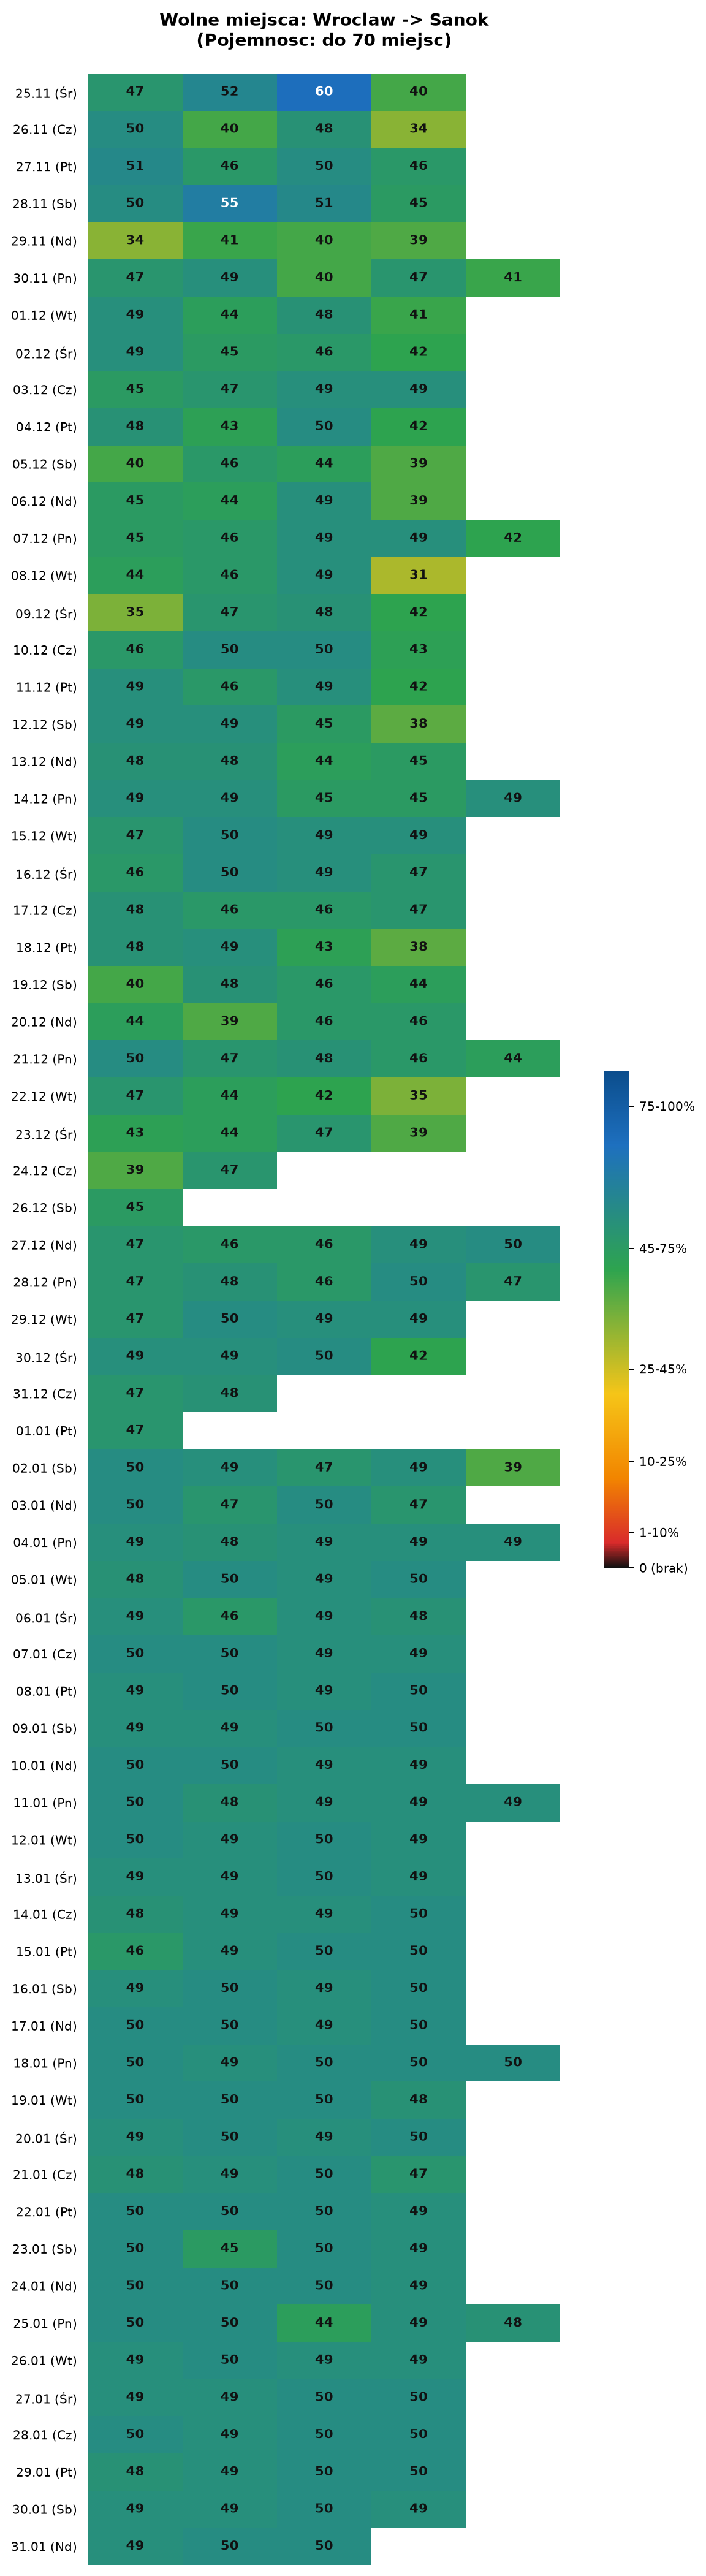 Wolne miejsca: Wroclaw -> Sanok
(Pojemnosc: do 70 miejsc)
25.11 (Śr) 47 52 60 40
26.11 (Cz) 50 40 48 34
27.11 (Pt) 51 46 50 46
28.11 (Sb) 50 55 51 45
29.11 (Nd) 34 41 40 39
30.11 (Pn) 47 49 40 47 41
01.12 (Wt) 49 44 48 41
02.12 (Śr) 49 45 46 42
03.12 (Cz) 45 47 49 49
04.12 (Pt) 48 43 50 42
05.12 (Sb) 40 46 44 39
06.12 (Nd) 45 44 49 39
07.12 (Pn) 45 46 49 49 42
08.12 (Wt) 44 46 49 31
09.12 (Śr) 35 47 48 42
10.12 (Cz) 46 50 50 43
11.12 (Pt) 49 46 49 42
12.12 (Sb) 49 49 45 38
13.12 (Nd) 48 48 44 45
14.12 (Pn) 49 49 45 45 49
15.12 (Wt) 47 50 49 49
16.12 (Śr) 46 50 49 47
17.12 (Cz) 48 46 46 47
18.12 (Pt) 48 49 43 38
19.12 (Sb) 40 48 46 44
20.12 (Nd) 44 39 46 46
21.12 (Pn) 50 47 48 46 44
22.12 (Wt) 47 44 42 35
23.12 (Śr) 43 44 47 39
24.12 (Cz) 39 47
26.12 (Sb) 45
27.12 (Nd) 47 46 46 49 50
28.12 (Pn) 47 48 46 50 47
29.12 (Wt) 47 50 49 49
30.12 (Śr) 49 49 50 42
31.12 (Cz) 47 48
01.01 (Pt) 47
02.01 (Sb) 50 49 47 49 39
03.01 (Nd) 50 47 50 47
04.01 (Pn) 49 48 49 49 49
05.01 (Wt) 48 50 49 50
06.01 (Śr) 49 46 49 48
07.01 (Cz) 50 50 49 49
08.01 (Pt) 49 50 49 50
09.01 (Sb) 49 49 50 50
10.01 (Nd) 50 50 49 49
11.01 (Pn) 50 48 49 49 49
12.01 (Wt) 50 49 50 49
13.01 (Śr) 49 49 50 49
14.01 (Cz) 48 49 49 50
15.01 (Pt) 46 49 50 50
16.01 (Sb) 49 50 49 50
17.01 (Nd) 50 50 49 50
18.01 (Pn) 50 49 50 50 50
19.01 (Wt) 50 50 50 48
20.01 (Śr) 49 50 49 50
21.01 (Cz) 48 49 50 47
22.01 (Pt) 50 50 50 49
23.01 (Sb) 50 45 50 49
24.01 (Nd) 50 50 50 49
25.01 (Pn) 50 50 44 49 48
26.01 (Wt) 49 50 49 49
27.01 (Śr) 49 49 50 50
28.01 (Cz) 50 49 50 50
29.01 (Pt) 48 49 50 50
30.01 (Sb) 49 49 50 49
31.01 (Nd) 49 50 50
75-100%
45-75%
25-45%
10-25%
1-10%
0 (brak)